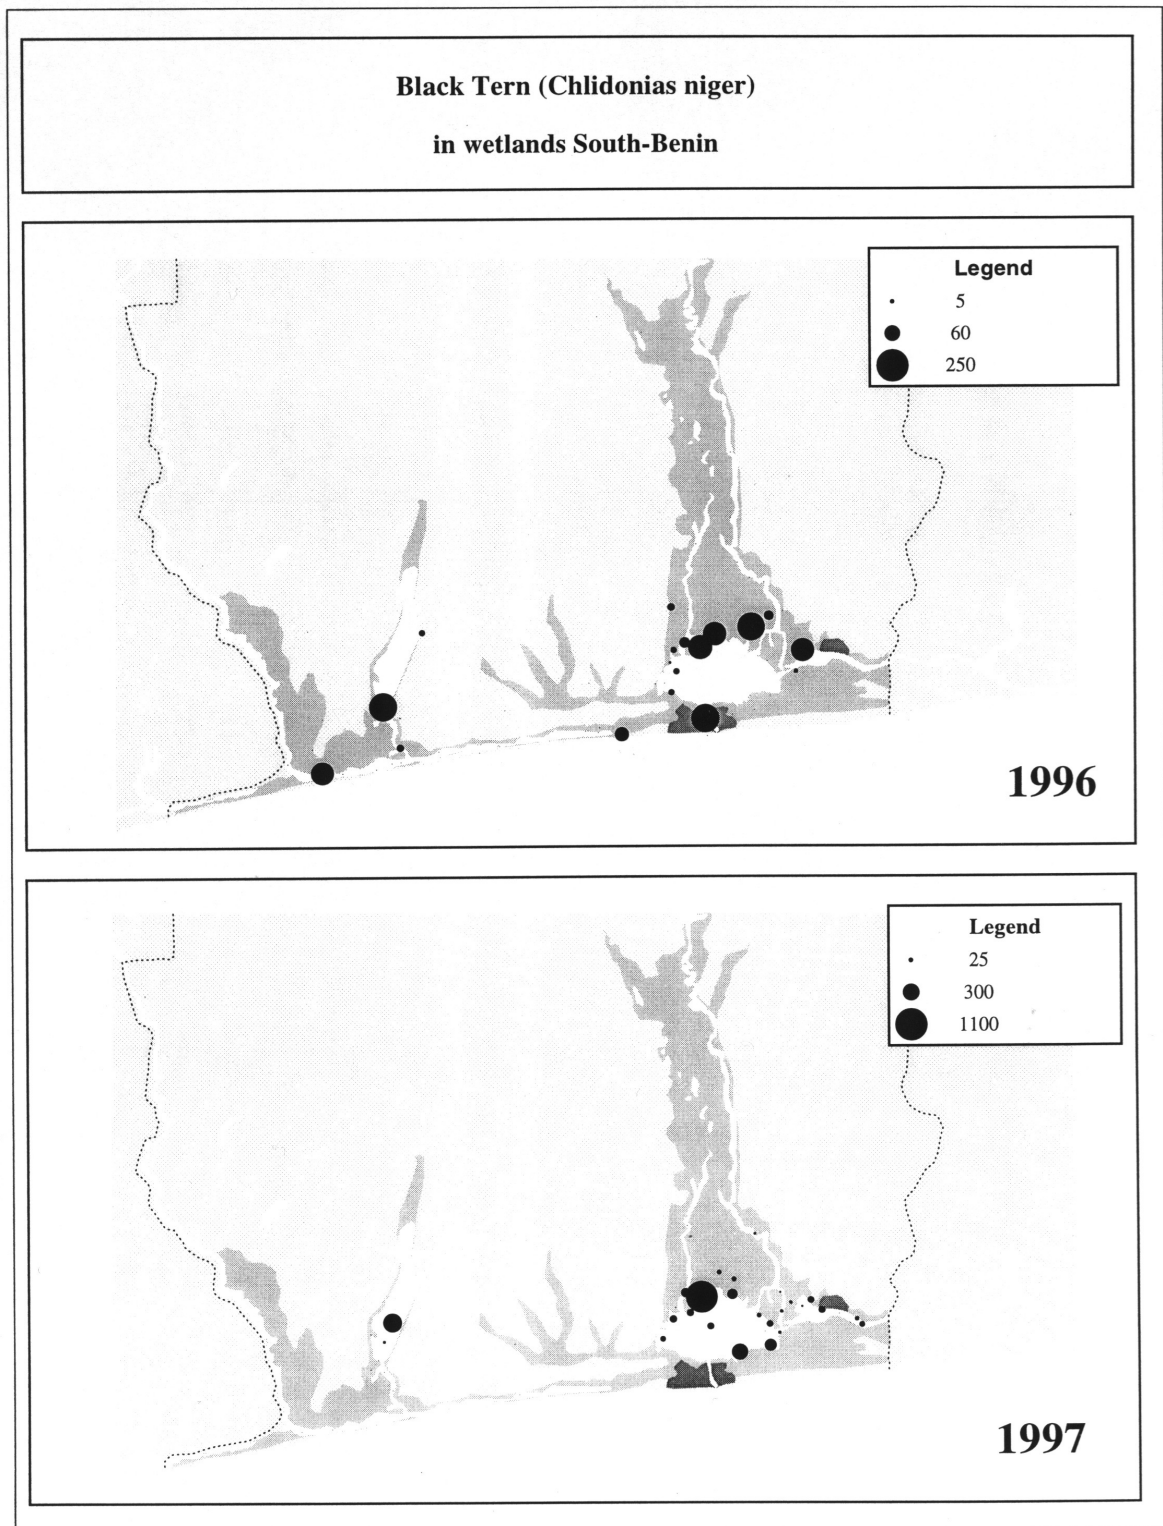 Black Tern (Chlidonias niger)
in wetlands South-Benin
Legend
5
60
250
1996
Legend
25
300
1100
1997